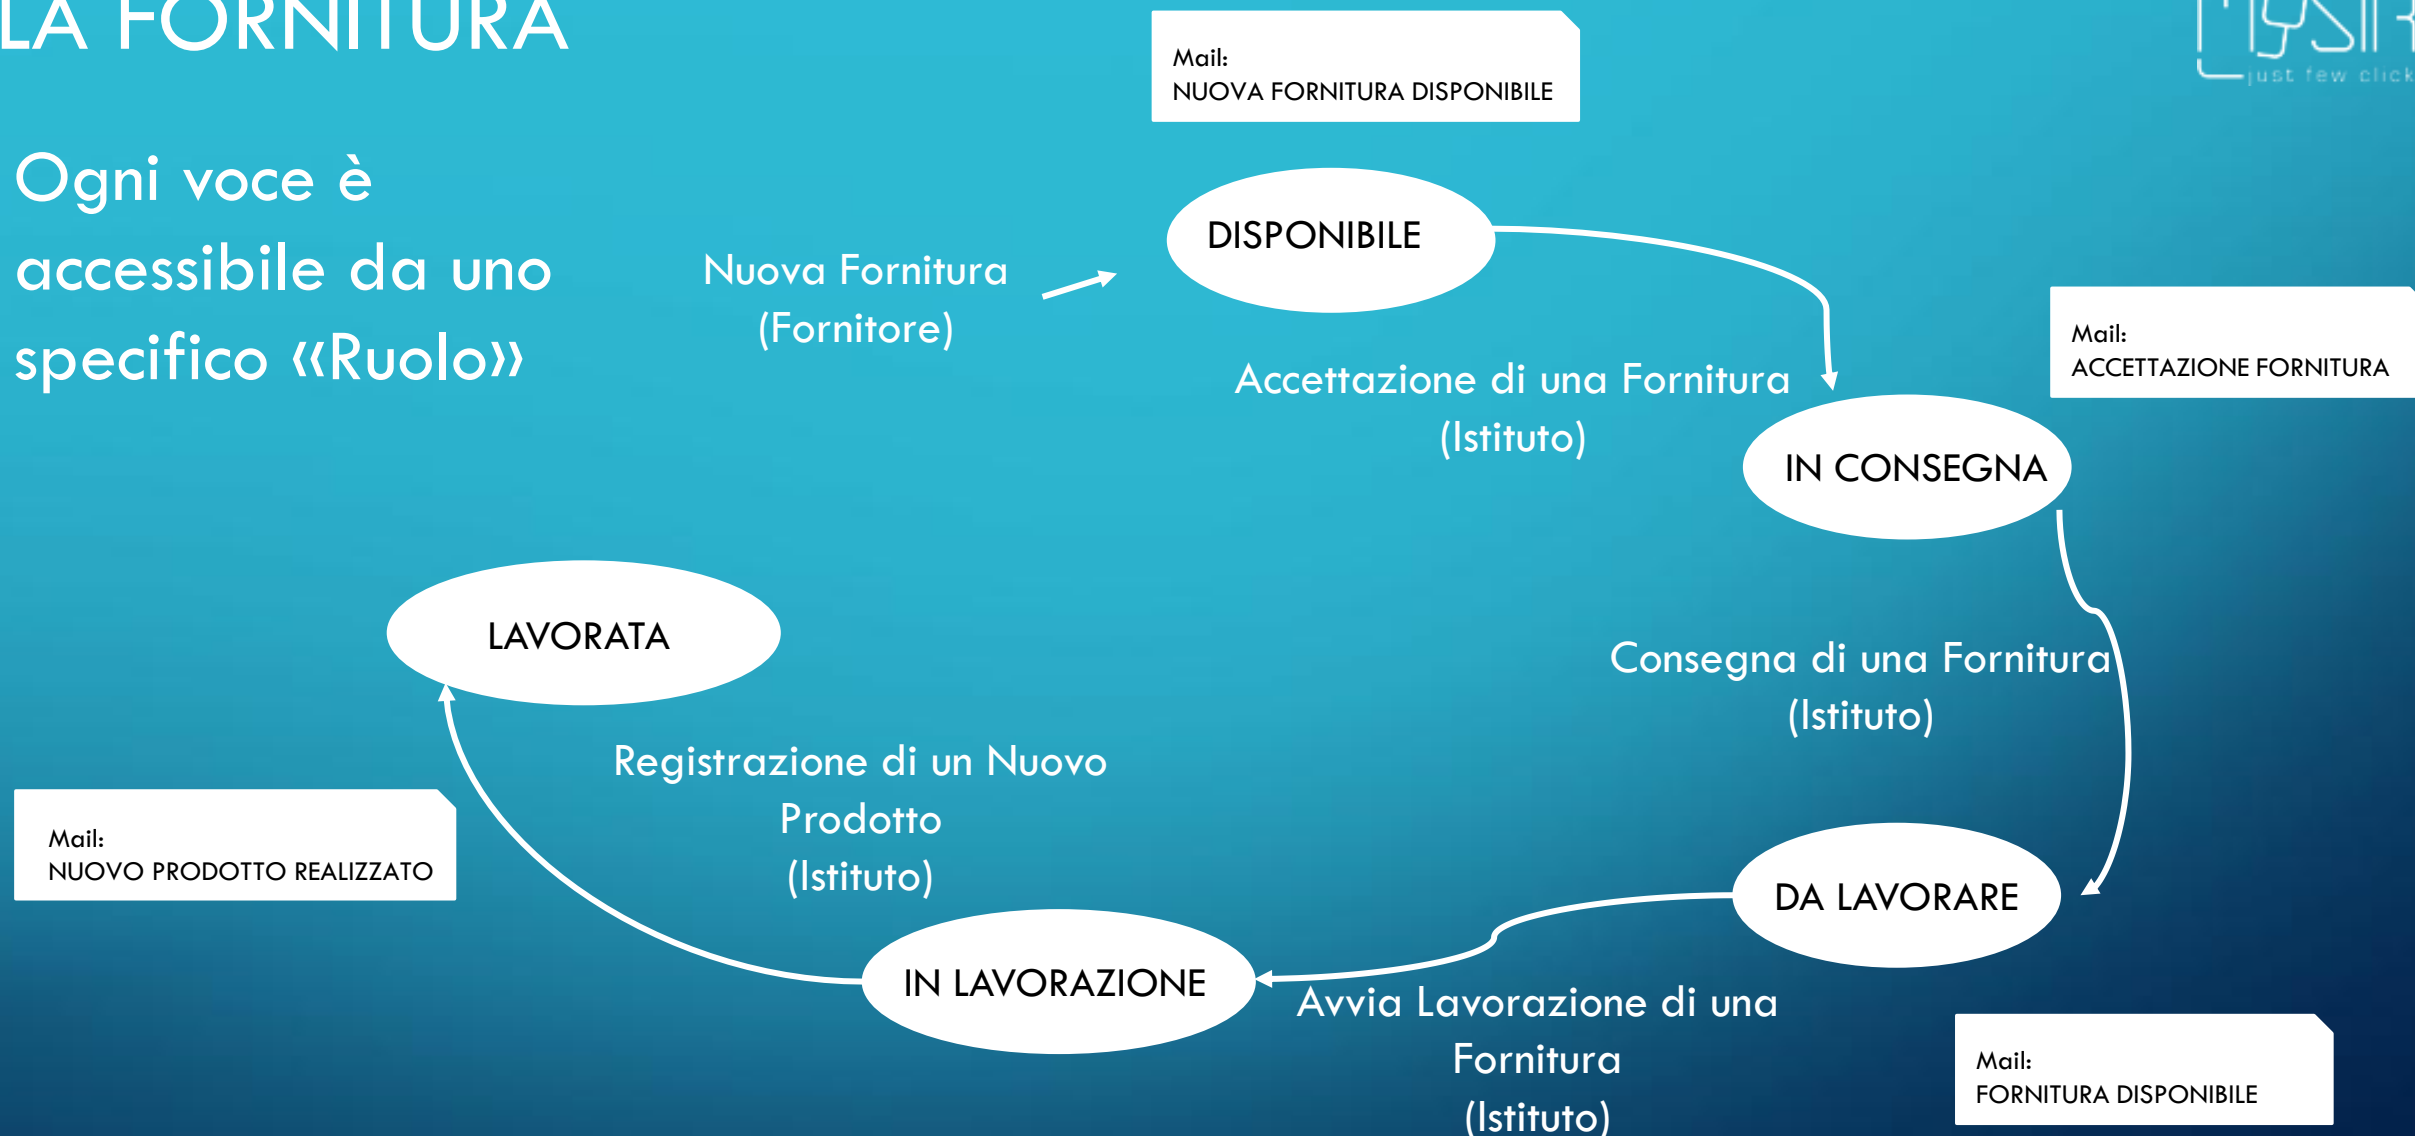 LA FORNITURA
just few click
Mail:
NUOVA FORNITURA DISPONIBILE
Ogni voce è
accessibile da uno
specifico «Ruolo»
DISPONIBILE
Nuova Fornitura
(Fornitore)
Mail:
ACCETTAZIONE FORNITURA
Accettazione di una Fornitura
(Istituto)
IN CONSEGNA
LAVORATA
Consegna di una Fornitura
(Istituto)
Registrazione di un Nuovo
Prodotto
(Istituto)
Mail:
NUOVO PRODOTTO REALIZZATO
DA LAVORARE
IN LAVORAZIONE
Avvia Lavorazione di una
Fornitura
(Istituto)
Mail:
FORNITURA DISPONIBILE